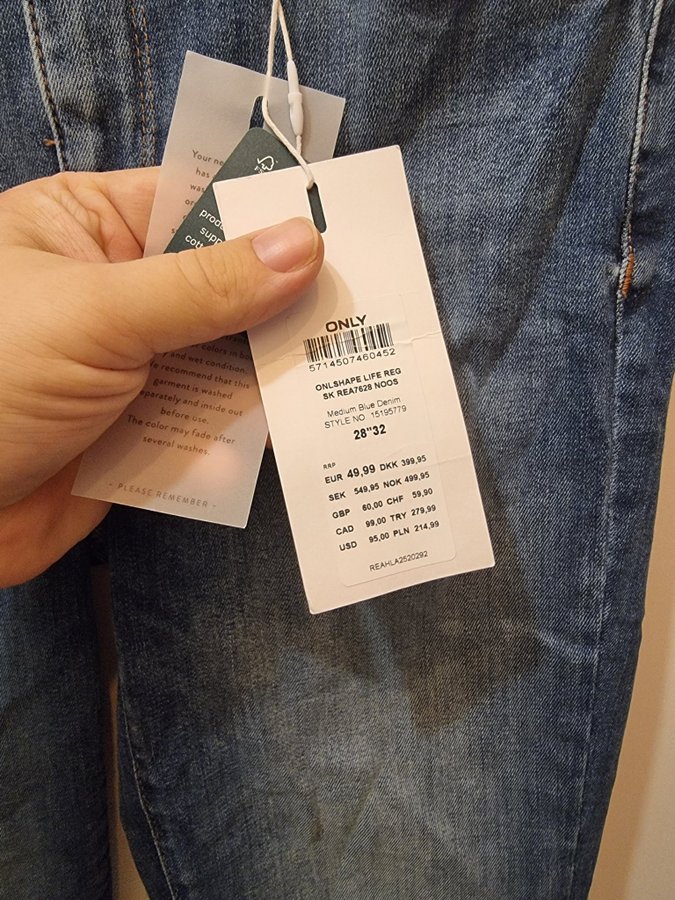 Your ne
has
was
or
prod
supp
cott
colors in bo
y and wet condition.
e recommend that this
garment is washed
eparately and inside out
before use.
The color may fade after
several washes.
- PLEASE REMEMBER -
ONLY
5714507460452
ONLSHAPE LIFE REG
SK REA7628 NOOS
Medium Blue Denim
STYLE NO. 15195779
28"32
RRP
EUR 49,99 DKK 399,95
SEK 549,95 NOK 499,95
GBP 60,00 CHF 59,90
CAD 99,00 TRY 279,99
USD 95,00 PLN 214,99
REAHLA2520292